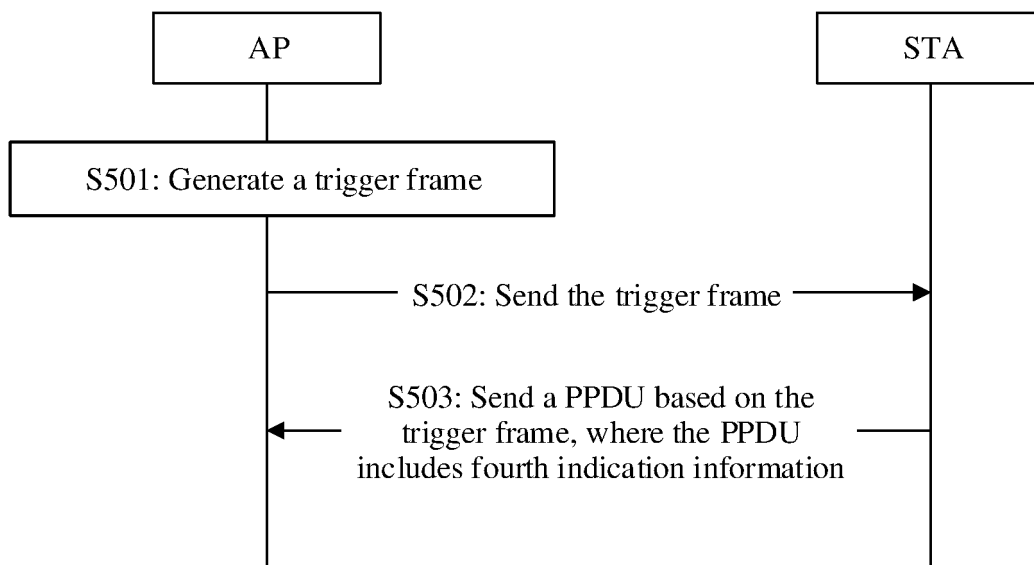 AP
STA
S501: Generate a trigger frame
S502: Send the trigger frame
S503: Send a PPDU based on the
trigger frame, where the PPDU
includes fourth indication information